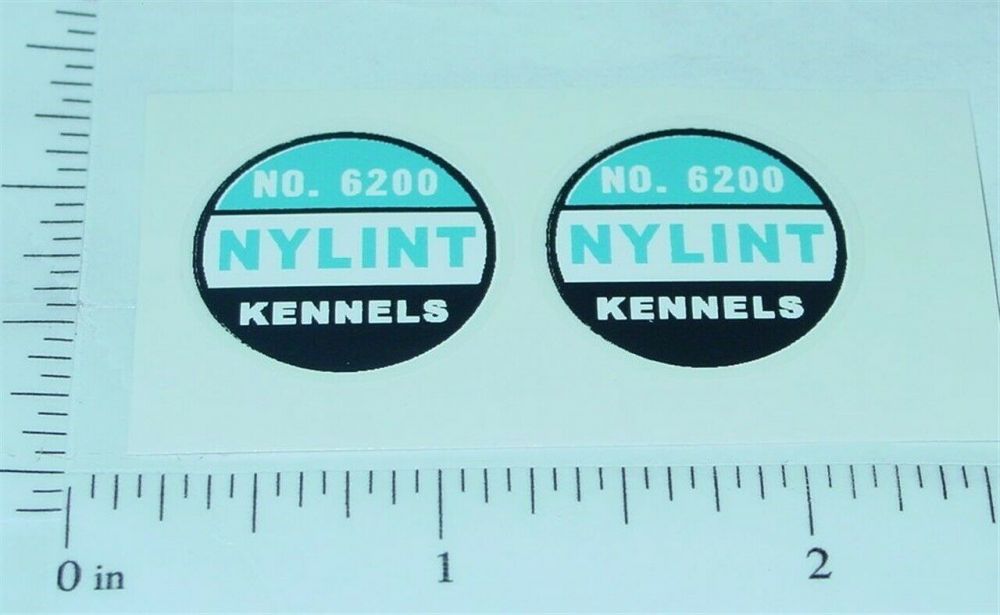 NO. 6200
NYLINT
KENNELS
NO. 6200
NYLINT
KENNELS
0 in 1 2